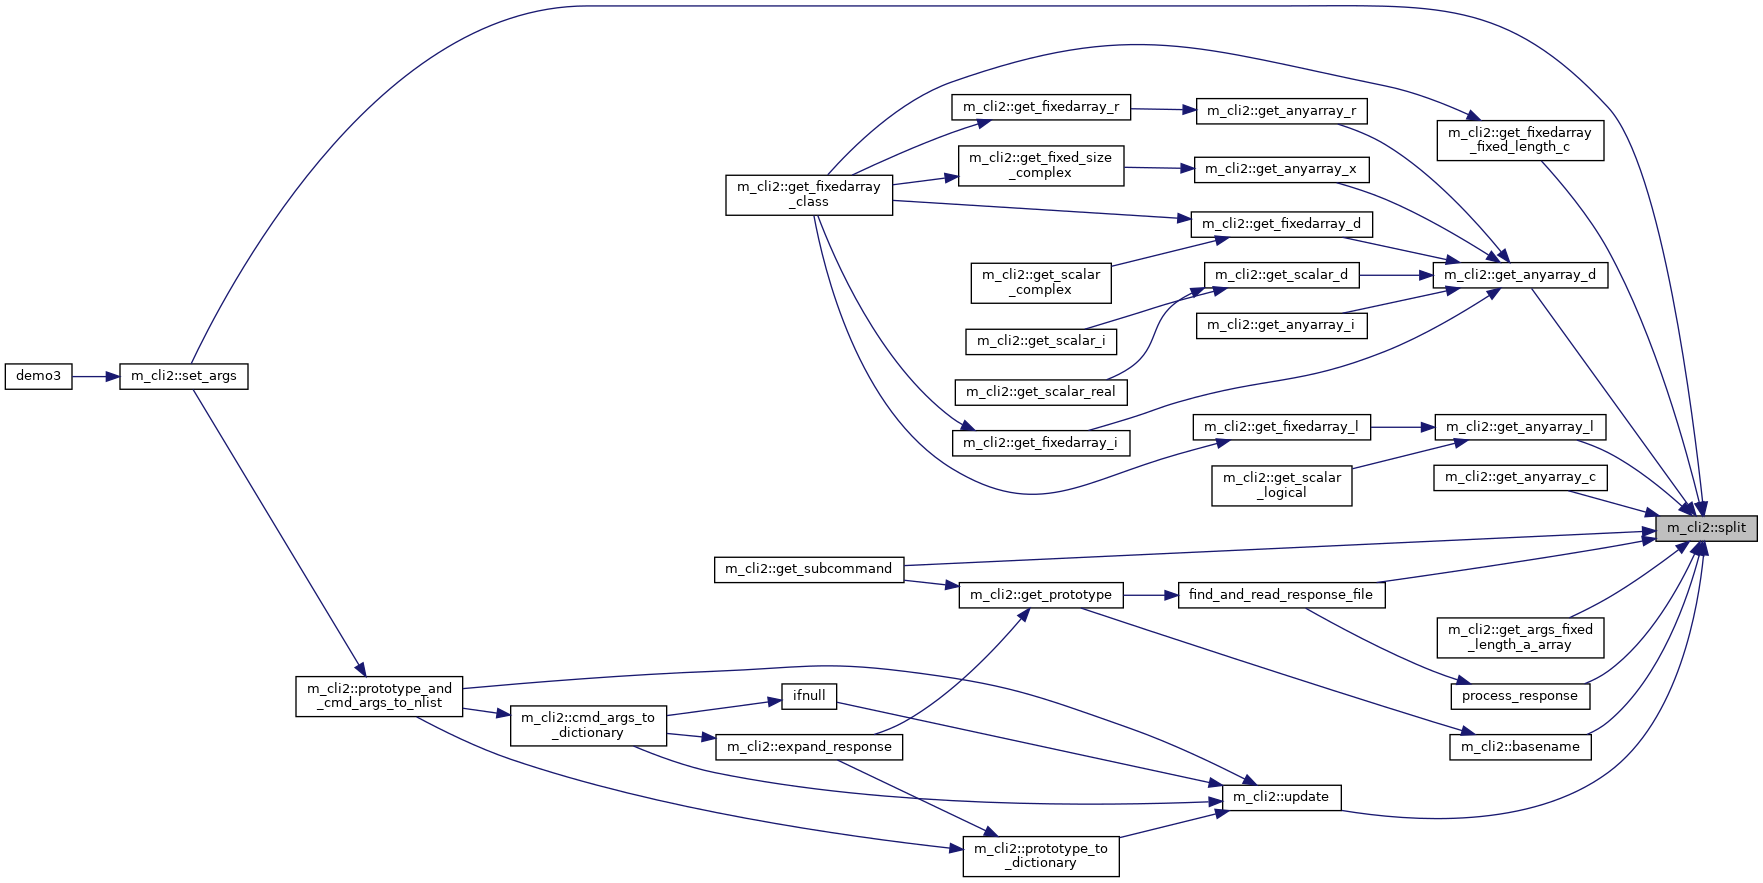 m_cli2::get_fixedarray_r
m_cli2::get_anyarray_r
m_cli2::get_fixedarray
_fixed_length_c
m_cli2::get_fixed_size
_complex
m_cli2::get_anyarray_x
m_cli2::get_fixedarray
_class
m_cli2::get_fixedarray_d
m_cli2::get_scalar
_complex
m_cli2::get_scalar_d
m_cli2::get_anyarray_d
m_cli2::get_anyarray_i
m_cli2::get_scalar_i
demo3
m_cli2::set_args
m_cli2::get_scalar_real
m_cli2::get_fixedarray_i
m_cli2::get_fixedarray_l
m_cli2::get_anyarray_l
m_cli2::get_scalar
_logical
m_cli2::get_anyarray_c
m_cli2::split
m_cli2::get_subcommand
m_cli2::get_prototype
find_and_read_response_file
m_cli2::get_args_fixed
_length_a_array
m_cli2::prototype_and
_cmd_args_to_nlist
ifnull
process_response
m_cli2::cmd_args_to
_dictionary
m_cli2::expand_response
m_cli2::basename
m_cli2::update
m_cli2::prototype_to
_dictionary